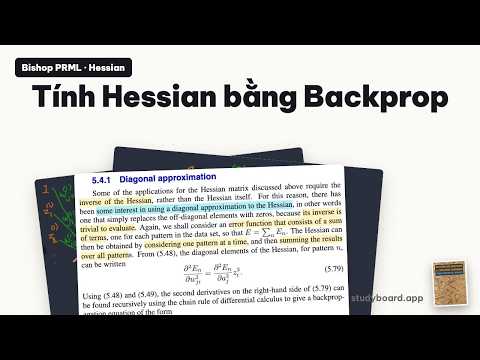 Bishop PRML · Hessian
Tính Hessian bằng Backprop
5.4.1 Diagonal approximation
Some of the applications for the Hessian matrix discussed above require the
inverse of the Hessian, rather than the Hessian itself. For this reason, there has
been some interest in using a diagonal approximation to the Hessian, in other words
one that simply replaces the off-diagonal elements with zeros, because its inverse is
trivial to evaluate. Again, we shall consider an error function that consists of a sum
of terms, one for each pattern in the data set, so that E = ∑ₙ Eₙ. The Hessian can
then be obtained by considering one pattern at a time, and then summing the results
over all patterns. From (5.48), the diagonal elements of the Hessian, for pattern n,
can be written
∂²Eₙ/∂w²ⱼᵢ = ∂²Eₙ/∂a²ⱼ z²ᵢ. (5.79)
Using (5.48) and (5.49), the second derivatives on the right-hand side of (5.79) can
be found recursively using the chain rule of differential calculus to give a backprop-
agation equation of the form
studyboard.app